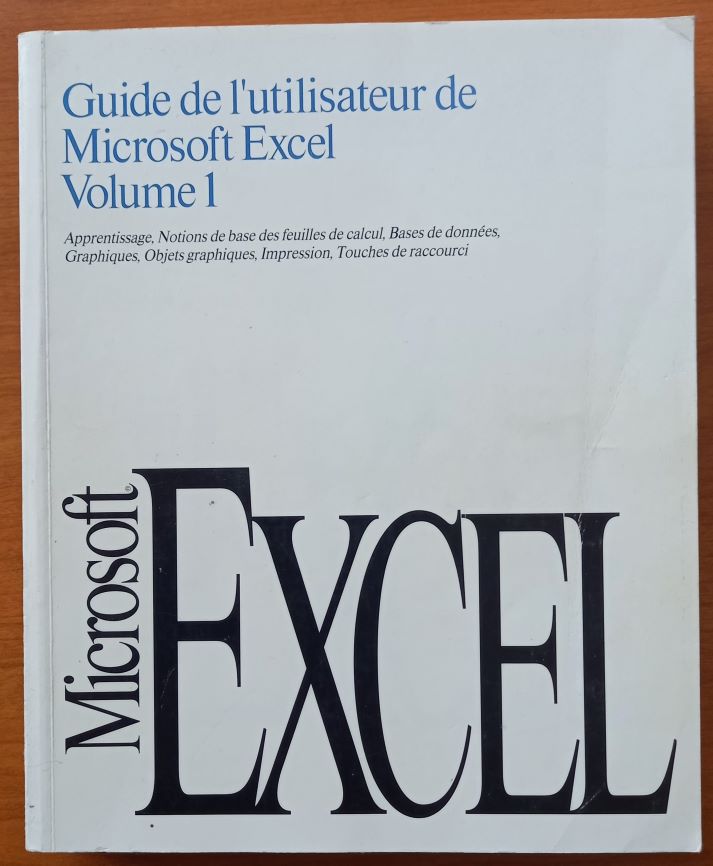 Guide de l'utilisateur de
Microsoft Excel
Volume 1
Apprentissage, Notions de base des feuilles de calcul, Bases de données,
Graphiques, Objets graphiques, Impression, Touches de raccourci
Microsoft®
EXCEL